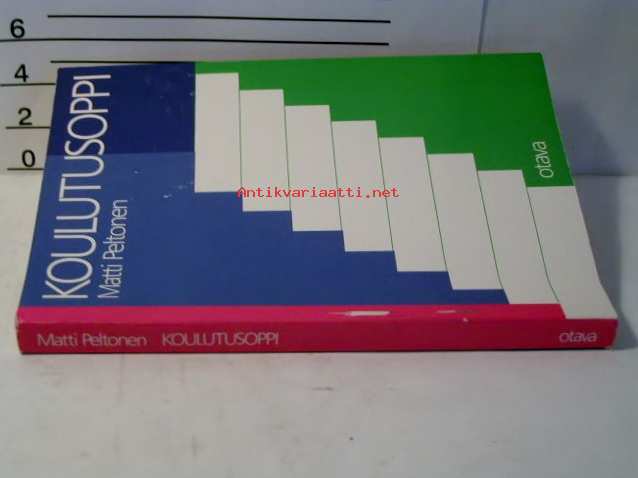 6
4
2
0
KOULUTUSOPPI
Matti Peltonen
otava
Antikvariaatti.net
Matti Peltonen KOULUTUSOPPI otava